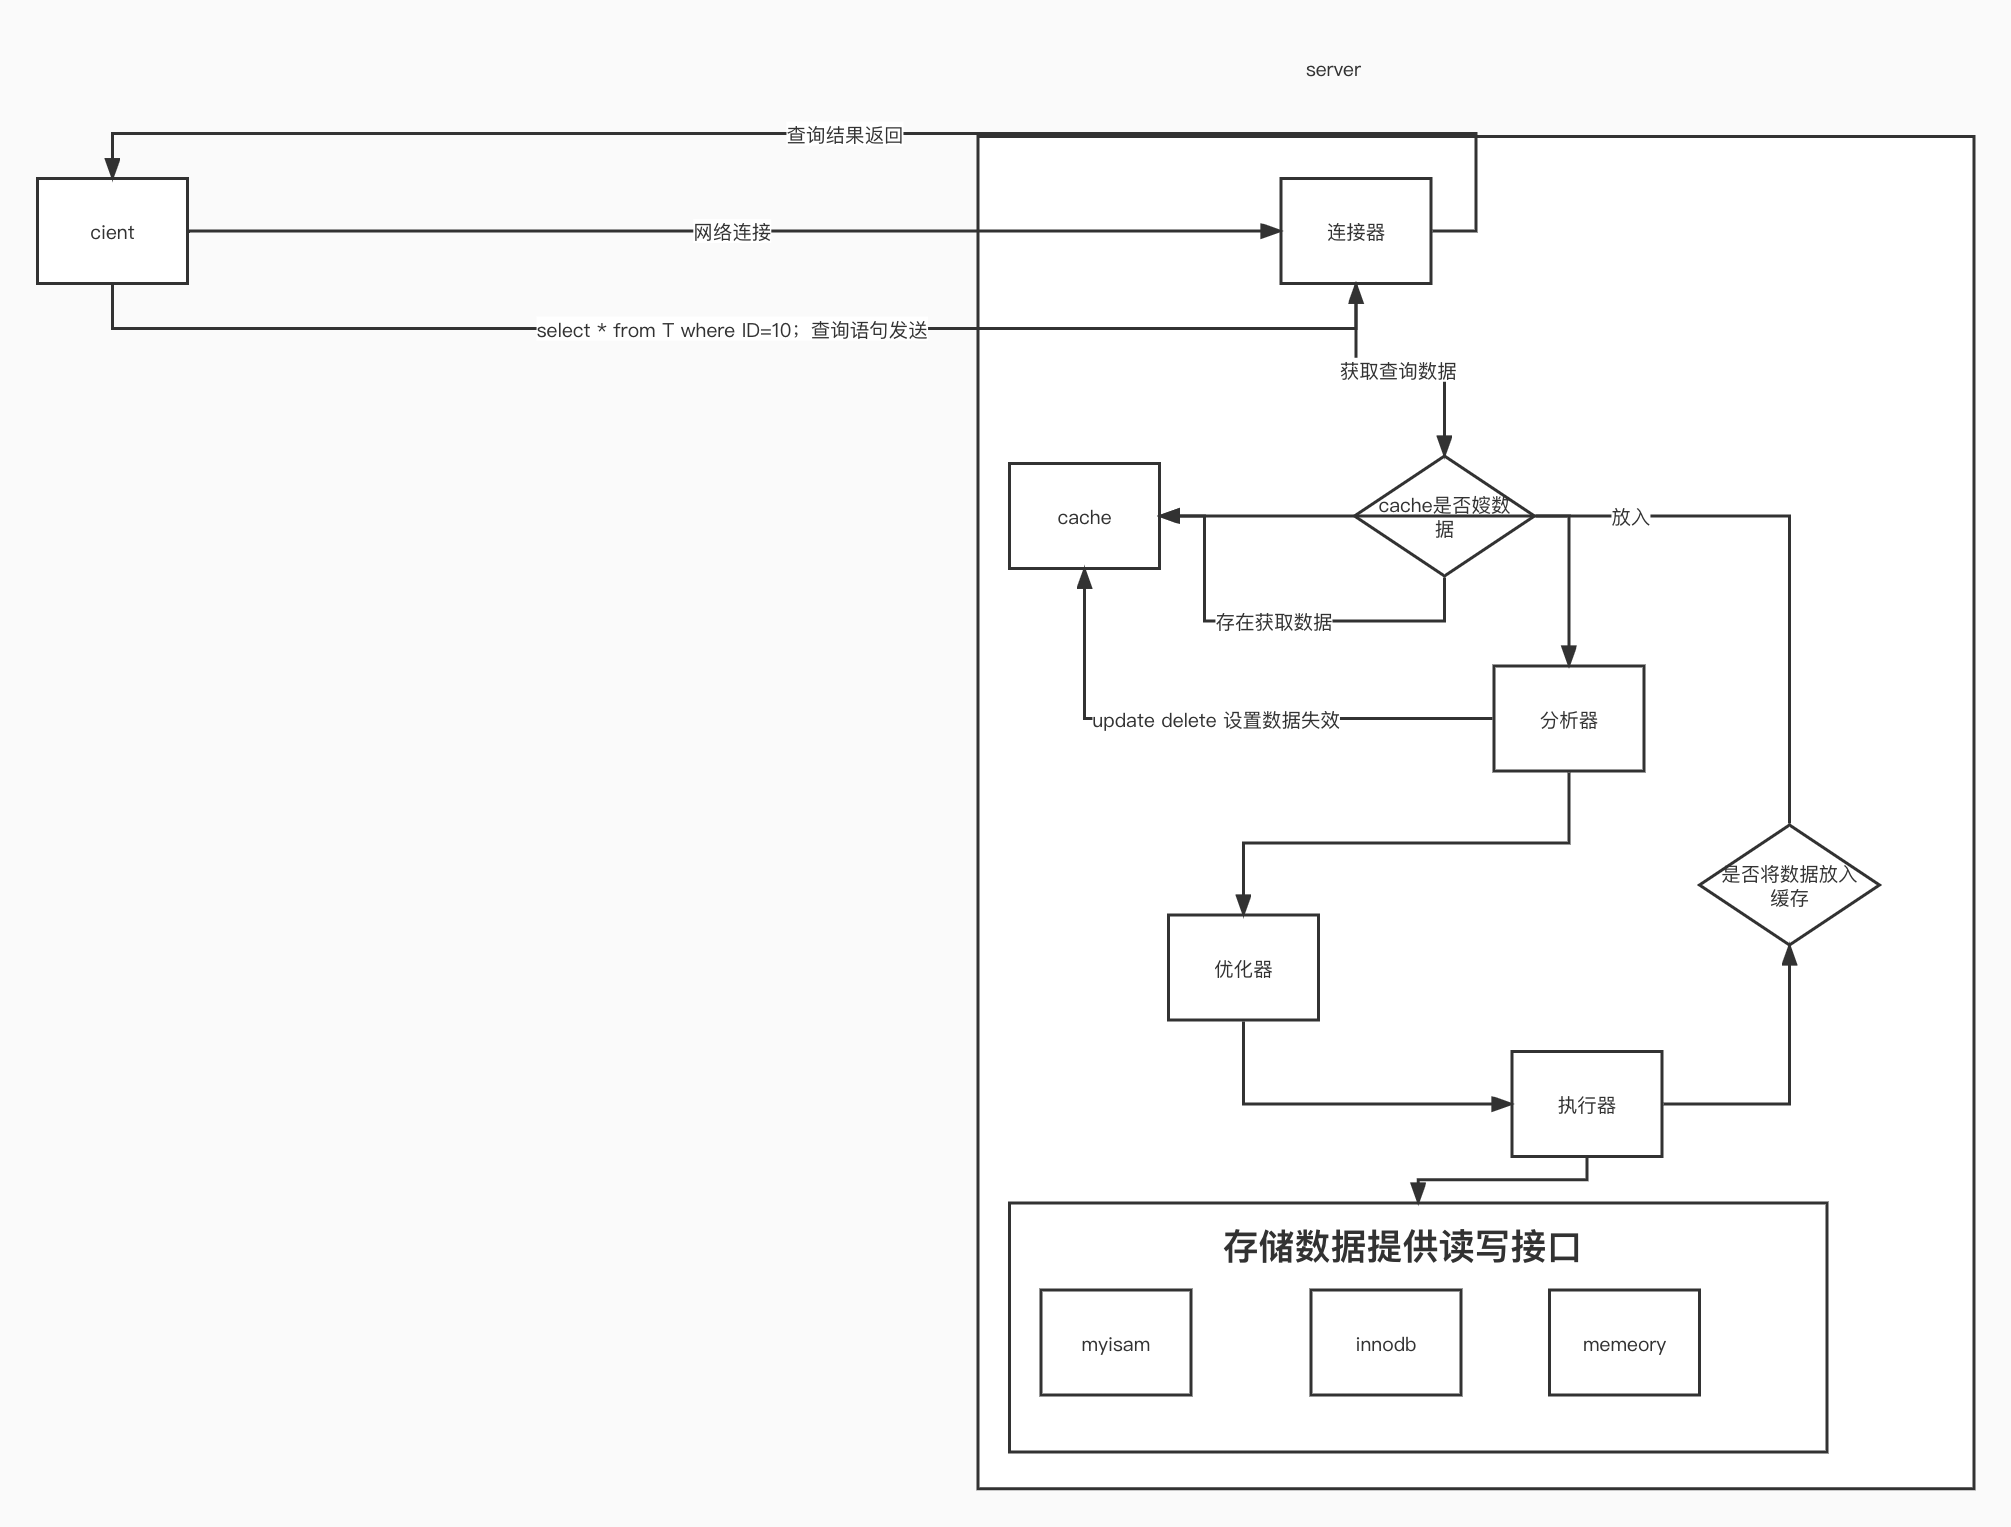 server
查询结果返回
cient
网络连接
连接器
select * from T where ID=10；查询语句发送
获取查询数据
cache
cache是否嫂数
据
放入
存在获取数据
update delete 设置数据失效
分析器
是否将数据放入
缓存
优化器
执行器
存储数据提供读写接口
myisam
innodb
memeory